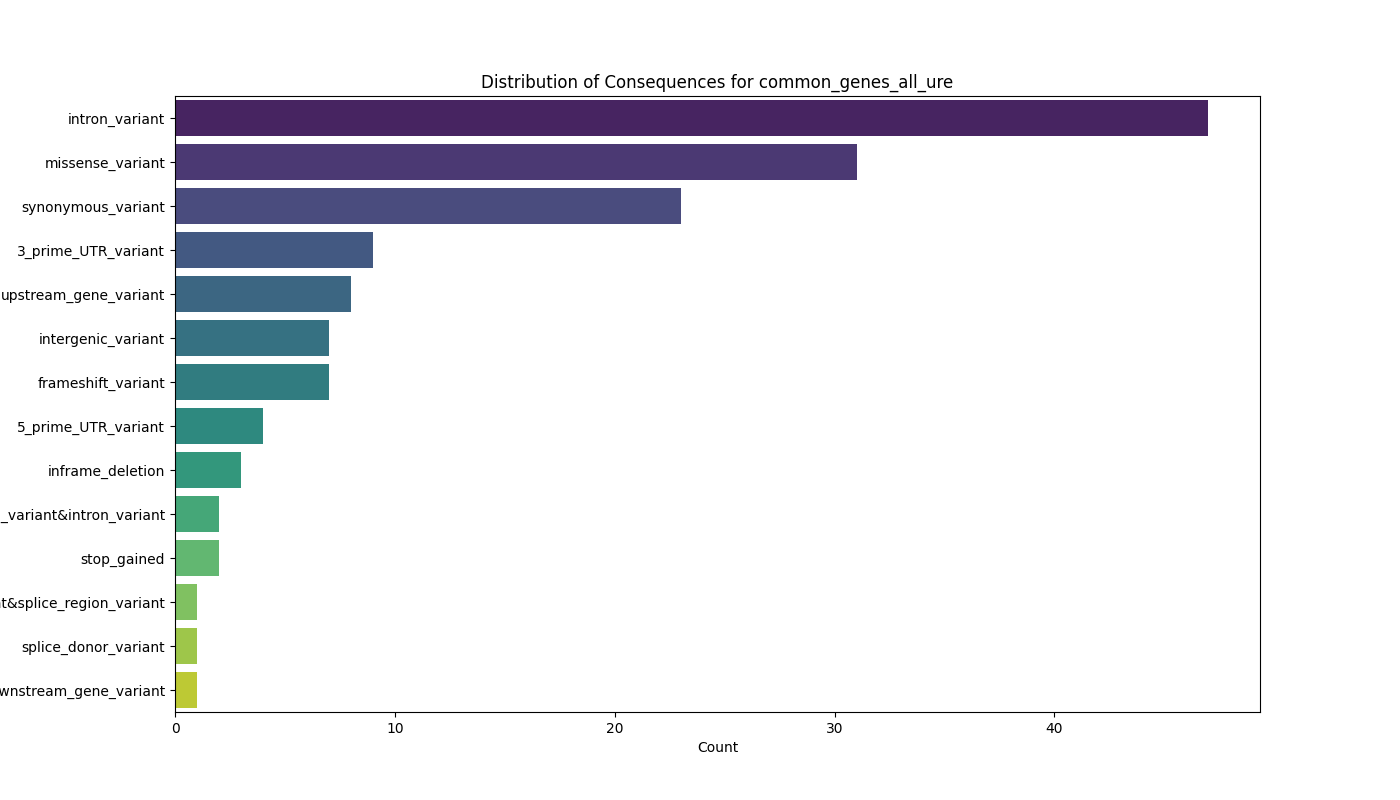 Distribution of Consequences for common_genes_all_ure
intron_variant
missense_variant
synonymous_variant
3_prime_UTR_variant
upstream_gene_variant
intergenic_variant
frameshift_variant
5_prime_UTR_variant
inframe_deletion
_variant&intron_variant
stop_gained
t&splice_region_variant
splice_donor_variant
wnstream_gene_variant
0 10 20 30 40
Count